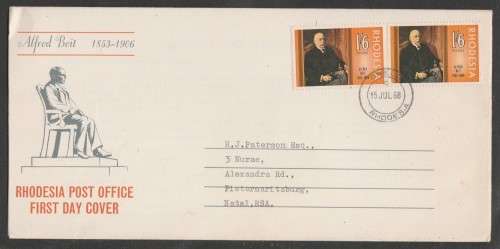 Alfred Beit 1853-1906
1/6 RHODESIA
1/6 RHODESIA
15 JUL 68
RHODESIA
R.J.Paterson Esq.,
3 Nurse,
Alexandra Rd.,
Pietermaritsburg,
Natal,RSA.
RHODESIA POST OFFICE
FIRST DAY COVER